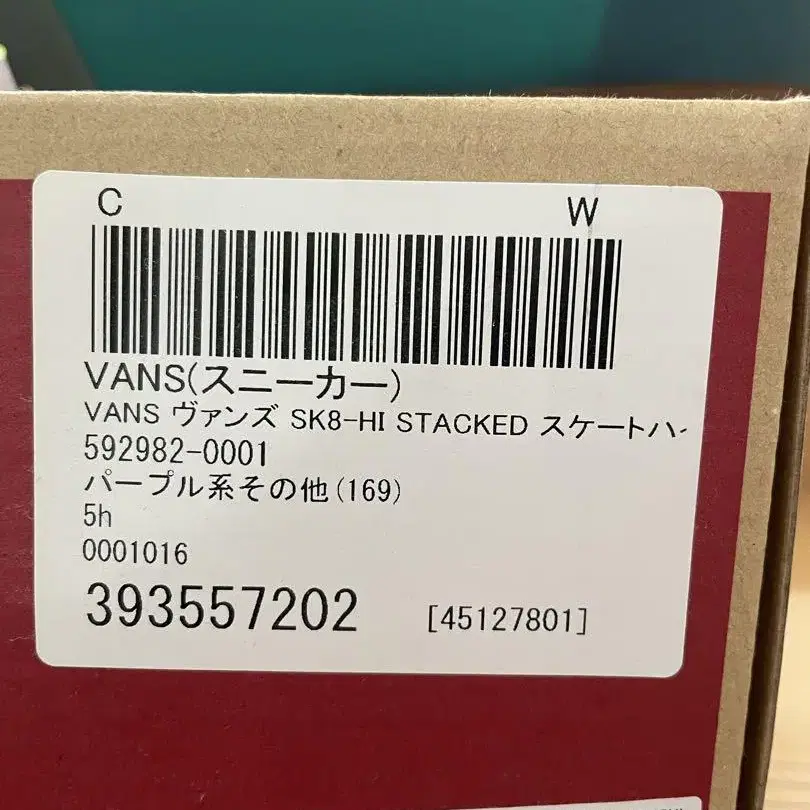 C W
VANS(スニーカー)
VANS ヴァンズ SK8-HI STACKED スケートハ
592982-0001
パープル系その他(169)
5h
0001016
393557202 [45127801]